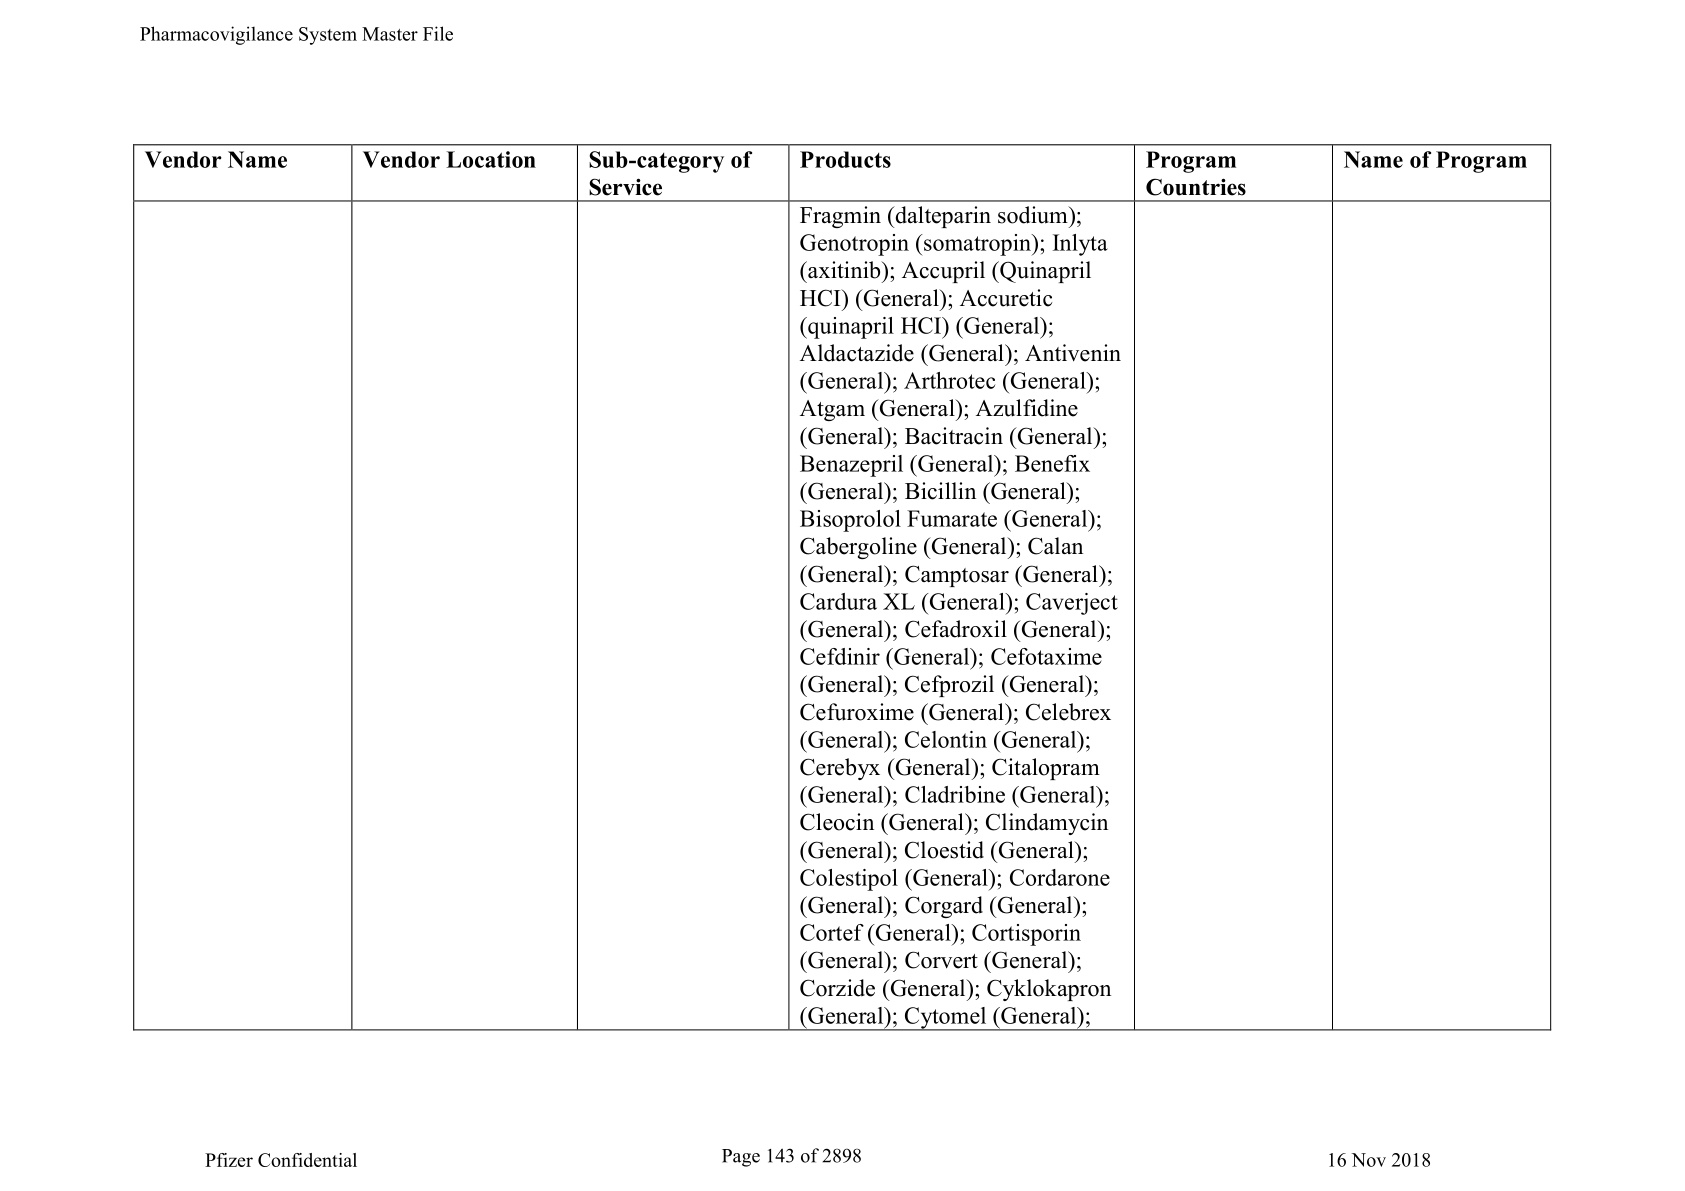 Pharmacovigilance System Master File
Vendor Name
Vendor Location
Sub-category of
Service
Products
Program
Countries
Name of Program
Fragmin (dalteparin sodium);
Genotropin (somatropin); Inlyta
(axitinib); Accupril (Quinapril
HCI) (General); Accuretic
(quinapril HCI) (General);
Aldactazide (General); Antivenin
(General); Arthrotec (General);
Atgam (General); Azulfidine
(General); Bacitracin (General);
Benazepril (General); Benefix
(General); Bicillin (General);
Bisoprolol Fumarate (General);
Cabergoline (General); Calan
(General); Camptosar (General);
Cardura XL (General); Caverject
(General); Cefadroxil (General);
Cefdinir (General); Cefotaxime
(General); Cefprozil (General);
Cefuroxime (General); Celebrex
(General); Celontin (General);
Cerebyx (General); Citalopram
(General); Cladribine (General);
Cleocin (General); Clindamycin
(General); Cloestid (General);
Colestipol (General); Cordarone
(General); Corgard (General);
Cortef (General); Cortisporin
(General); Corvert (General);
Corzide (General); Cyklokapron
(General); Cytomel (General);
Pfizer Confidential
Page 143 of 2898
16 Nov 2018